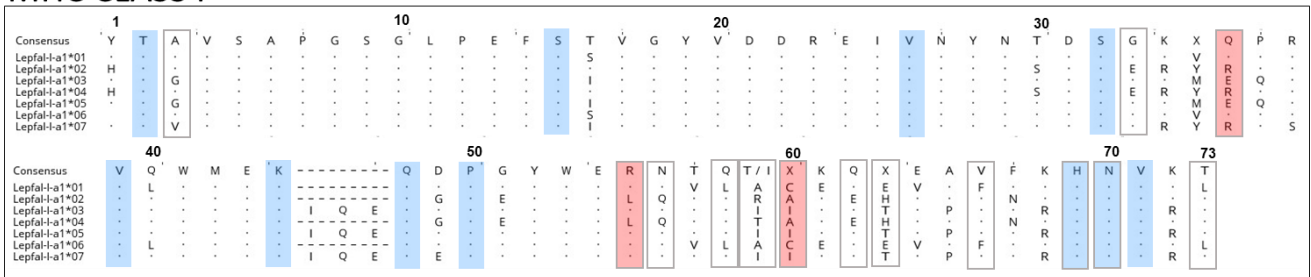 MHC CLASS I
1 10 20 30
Consensus Y T A V S A P G S G L P E F S T V G Y V D D R E I V N Y N T D S G K X Q P R
Lepfal-I-a1*01 · · · · · · · · · · · · · · · S · · · · · · · · · · · · · · · · · · V · · ·
Lepfal-I-a1*02 H · · · · · · · · · · · · · · · · · · · · · · · · · · · · S · · E R Y R · ·
Lepfal-I-a1*03 · · G · · · · · · · · · · · · I · · · · · · · · · · · · · · · · · · M E Q ·
Lepfal-I-a1*04 H · · · · · · · · · · · · · · · · · · · · · · · · · · · · S · · E R Y R · ·
Lepfal-I-a1*05 · · G · · · · · · · · · · · · I · · · · · · · · · · · · · · · · · · M E Q ·
Lepfal-I-a1*06 · · · · · · · · · · · · · · · S · · · · · · · · · · · · · · · · · · V · · ·
Lepfal-I-a1*07 · · V · · · · · · · · · · · · I · · · · · · · · · · · · · · · · · R Y R · S
40 50 60 70 73
Consensus V Q W M E K --------- Q D P G Y W E R N T Q T/I X K Q X E A V F K H N V K T
Lepfal-I-a1*01 · L · · · · --------- · · · · · · · · · V L A C E · E V · F · · · · · · L
Lepfal-I-a1*02 · · · · · · --------- · G · E · · · L Q · · R A · E H · · · N · · · · · ·
Lepfal-I-a1*03 · · · · · · I Q E · · · · · · · · · · · I I · · T · P · · R · · · R ·
Lepfal-I-a1*04 · · · · · · --------- · G · E · · · L Q · · T A · E H · · · N · · · · · ·
Lepfal-I-a1*05 · · · · · · I Q E · · · · · · · · · · · I I · · T · P · · R · · · R ·
Lepfal-I-a1*06 · L · · · · --------- · · · · · · · · · V L A C E · E V · F · · · · · · L
Lepfal-I-a1*07 · · · · · · I Q E · E · · · · · · · · · I I · · T · P · · R · · · R ·